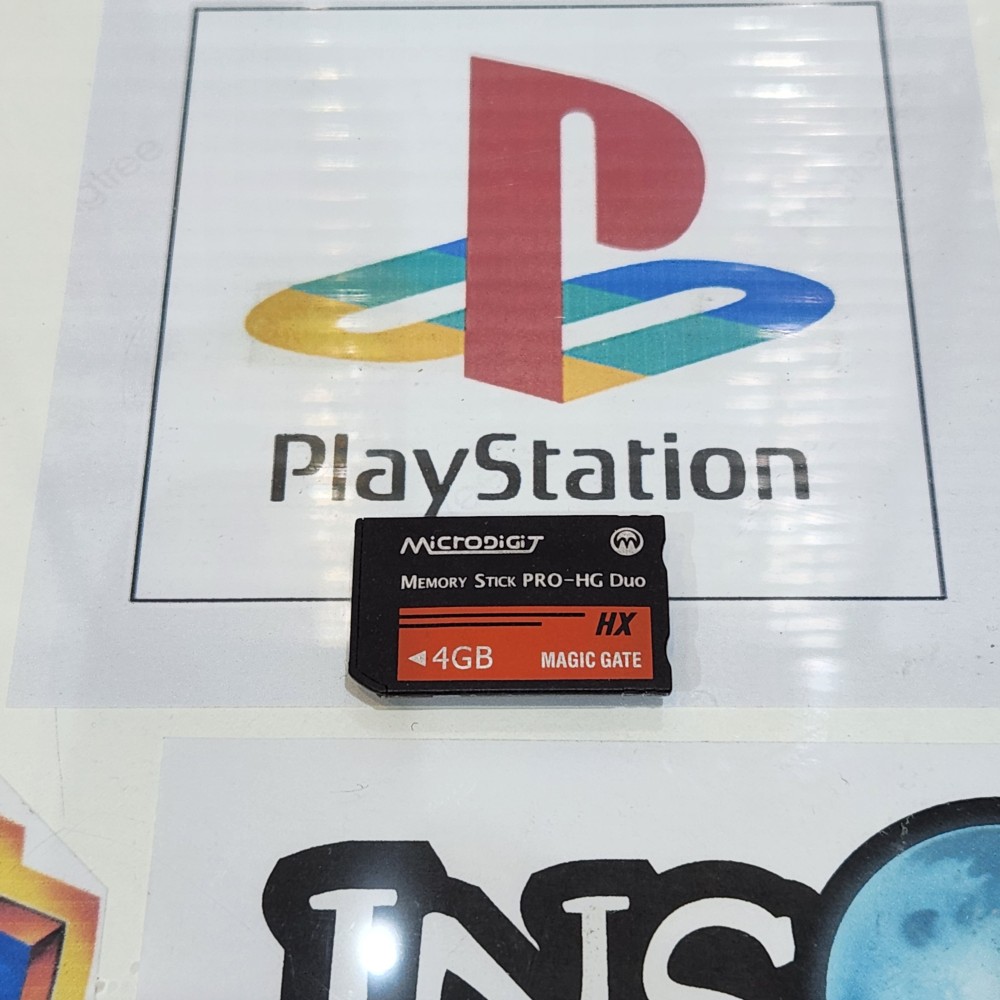 PlayStation
MicroDigiT
MEMORY STICK PRO-HG DUO
HX
4GB
MAGIC GATE
INS